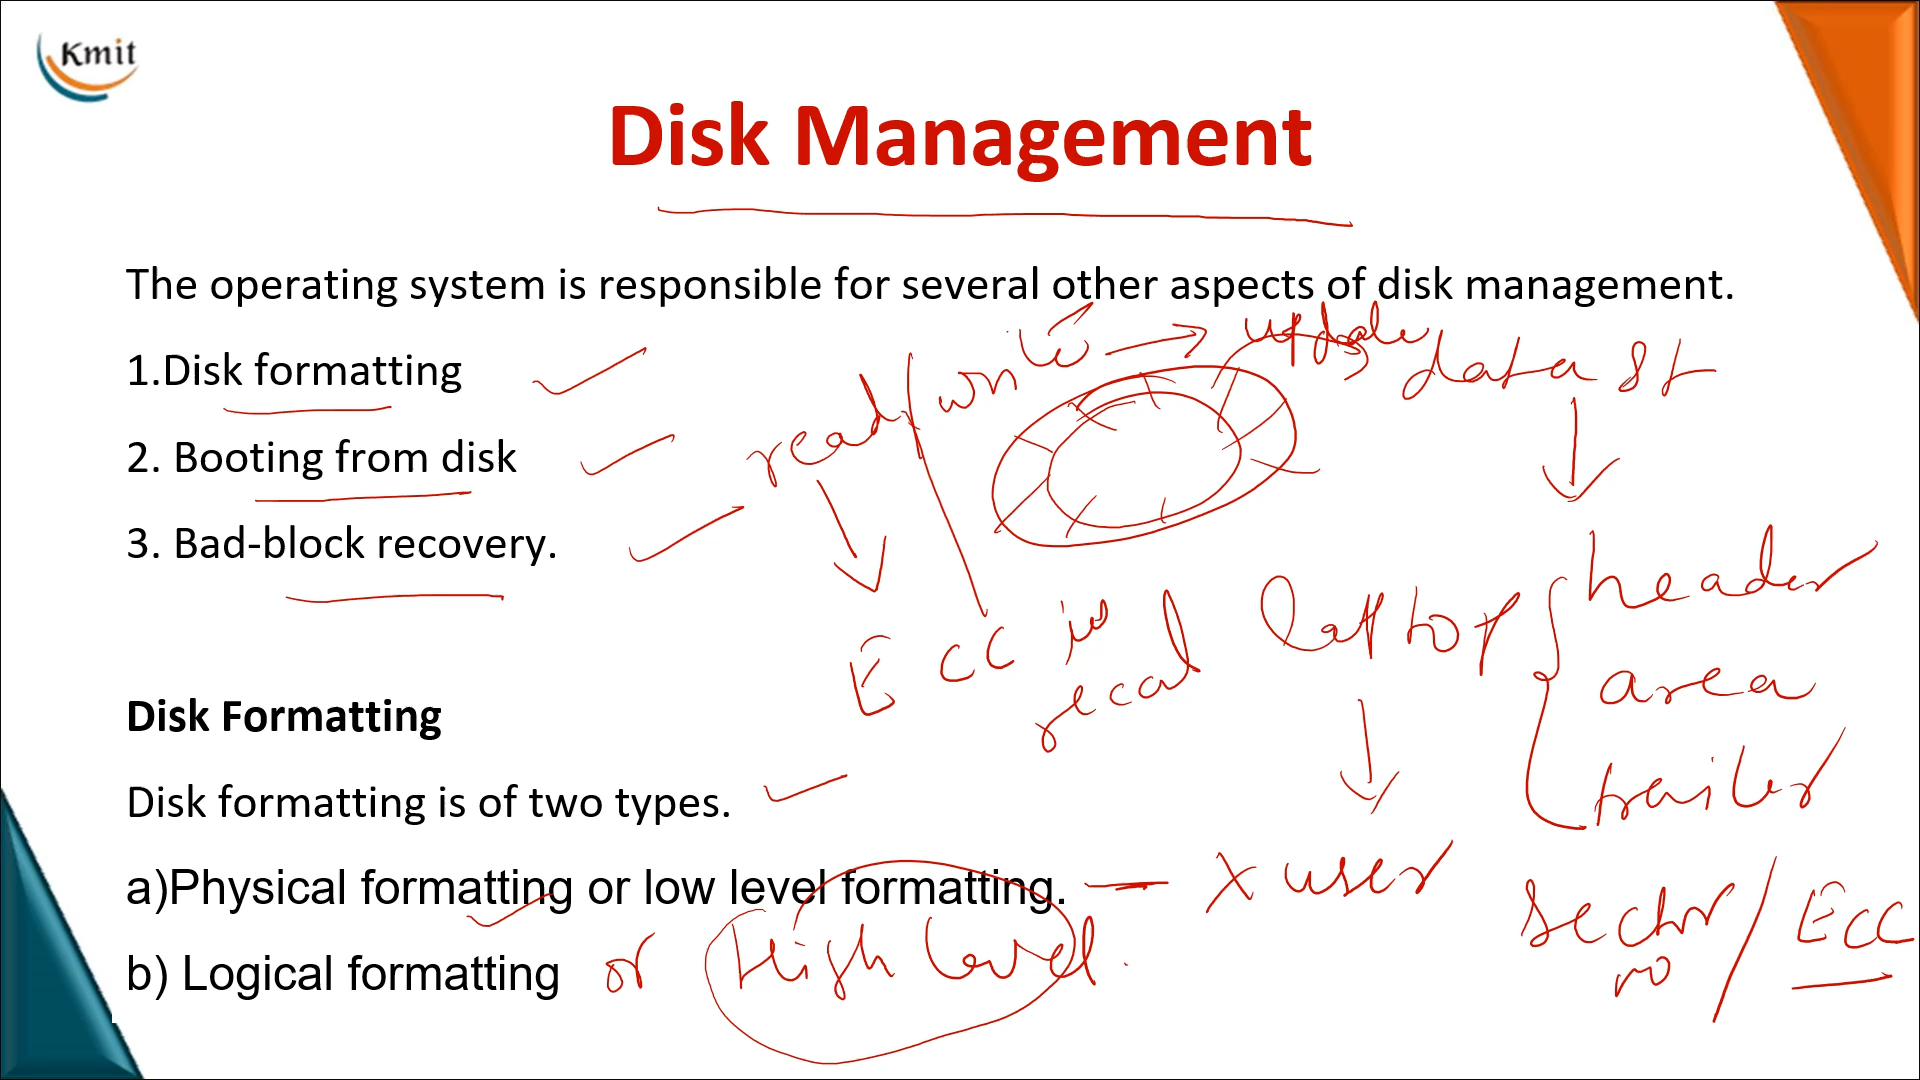 Kmit
Disk Management
The operating system is responsible for several other aspects of disk management.
1.Disk formatting
read/write → update data st
2. Booting from disk
3. Bad-block recovery.
header
area
trailer
ECC is
recal
laptop
Disk Formatting
Disk formatting is of two types.
a)Physical formatting or low level formatting. — X user
sector no / ECC
b) Logical formatting or High level.